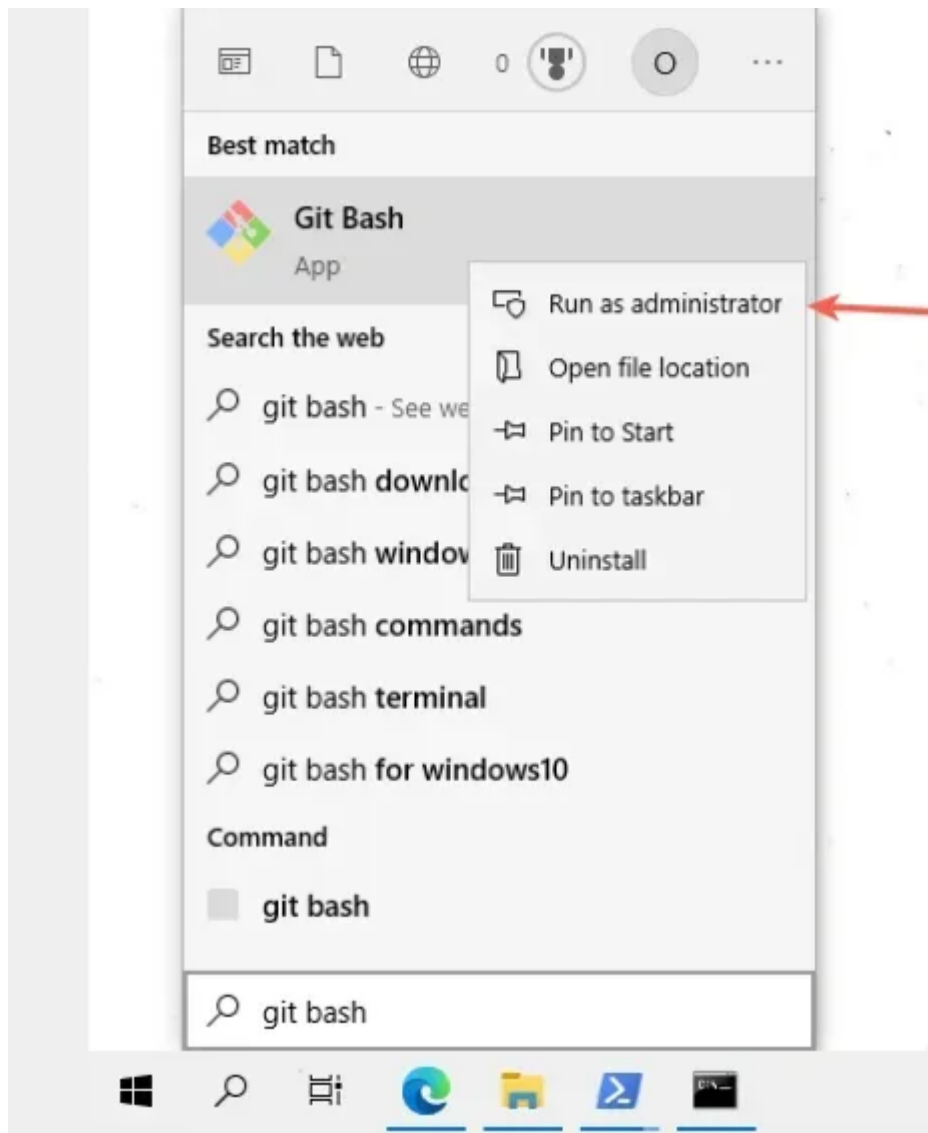 0
O
...
Best match
Git Bash
App
Run as administrator
Search the web
Open file location
git bash - See we
Pin to Start
git bash downlo
Pin to taskbar
git bash window
Uninstall
git bash commands
git bash terminal
git bash for windows10
Command
git bash
git bash